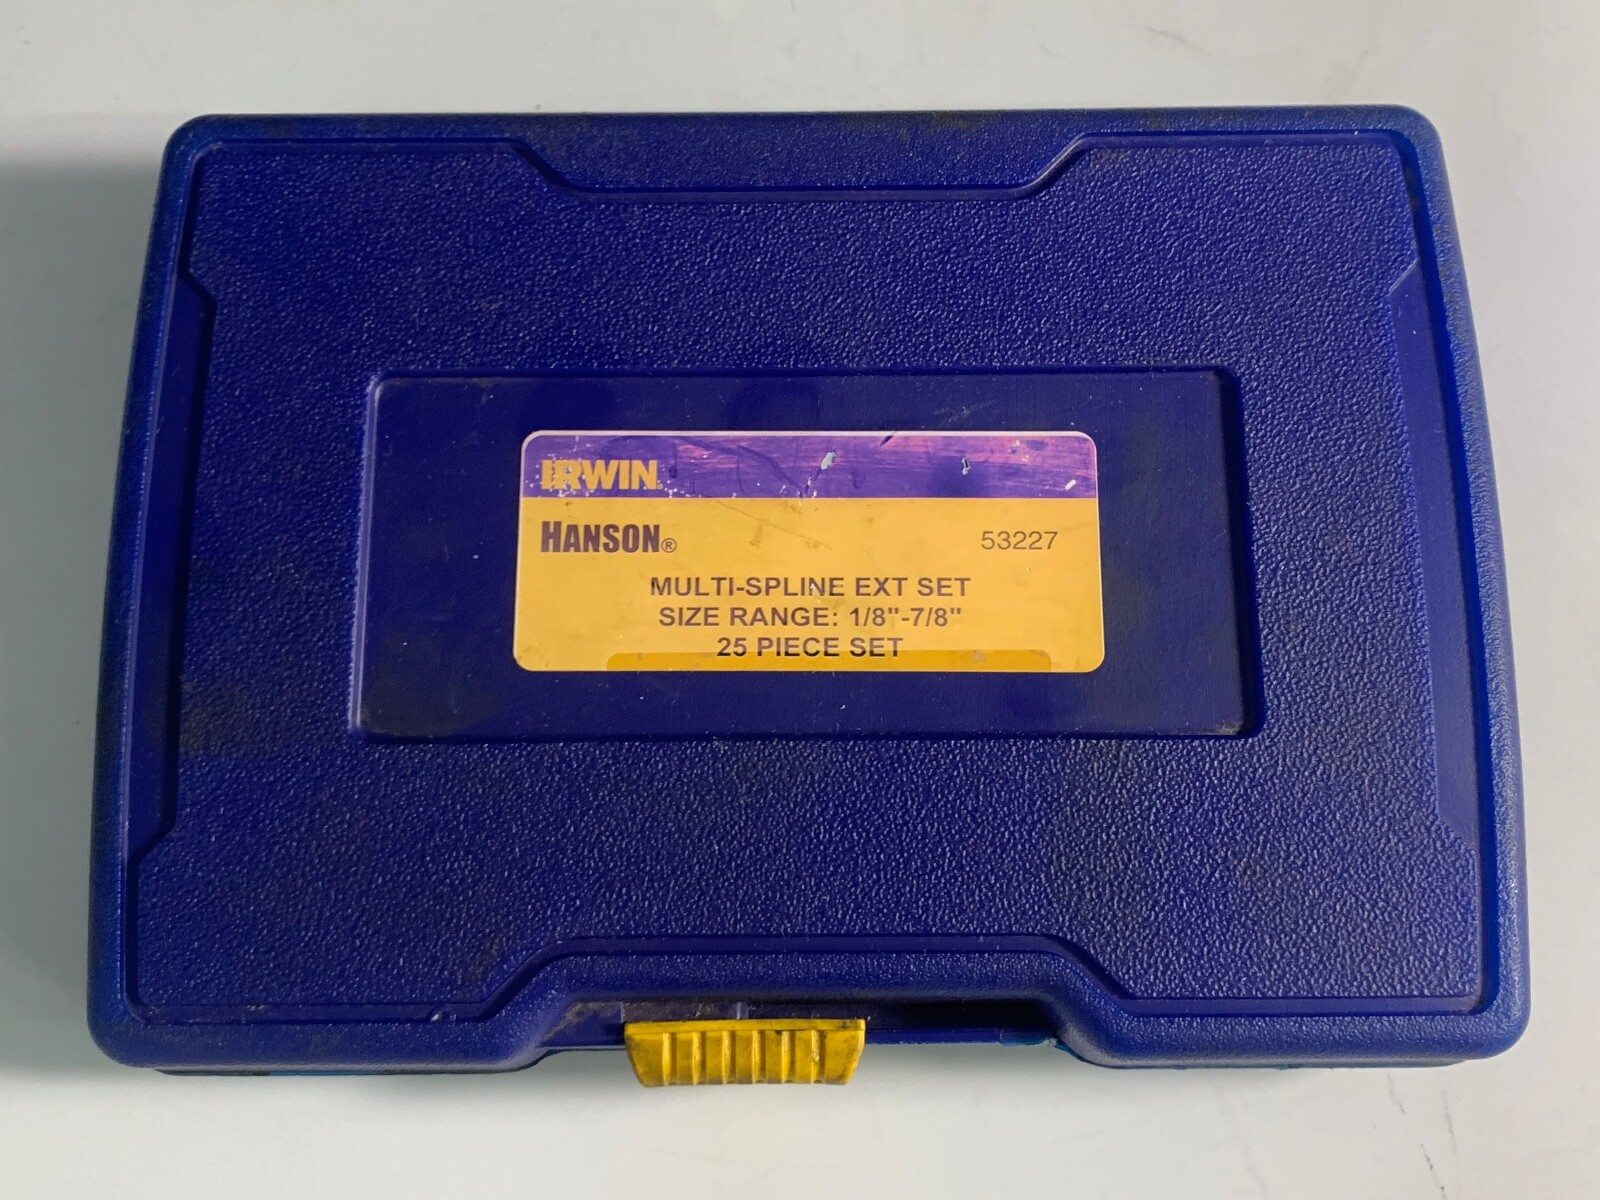 IRWIN®
HANSON® 53227
MULTI-SPLINE EXT SET
SIZE RANGE: 1/8"-7/8"
25 PIECE SET